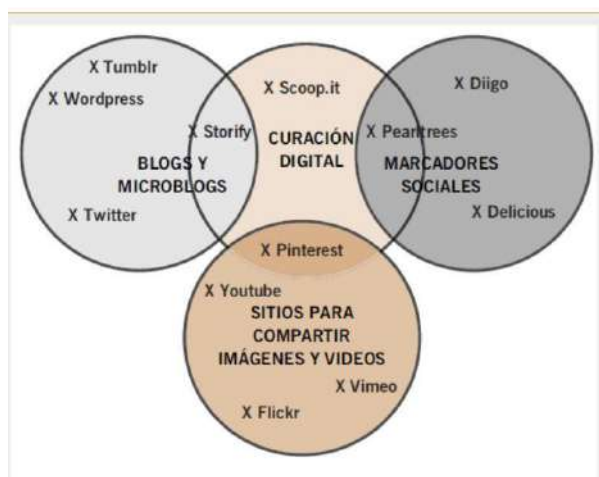 X Tumblr
X Wordpress
X Storify
BLOGS Y
MICROBLOGS
X Twitter
X Scoop.it
CURACIÓN
DIGITAL
X Diigo
X Pearltrees
MARCADORES
SOCIALES
X Delicious
X Pinterest
X Youtube
SITIOS PARA
COMPARTIR
IMÁGENES Y VIDEOS
X Vimeo
X Flickr